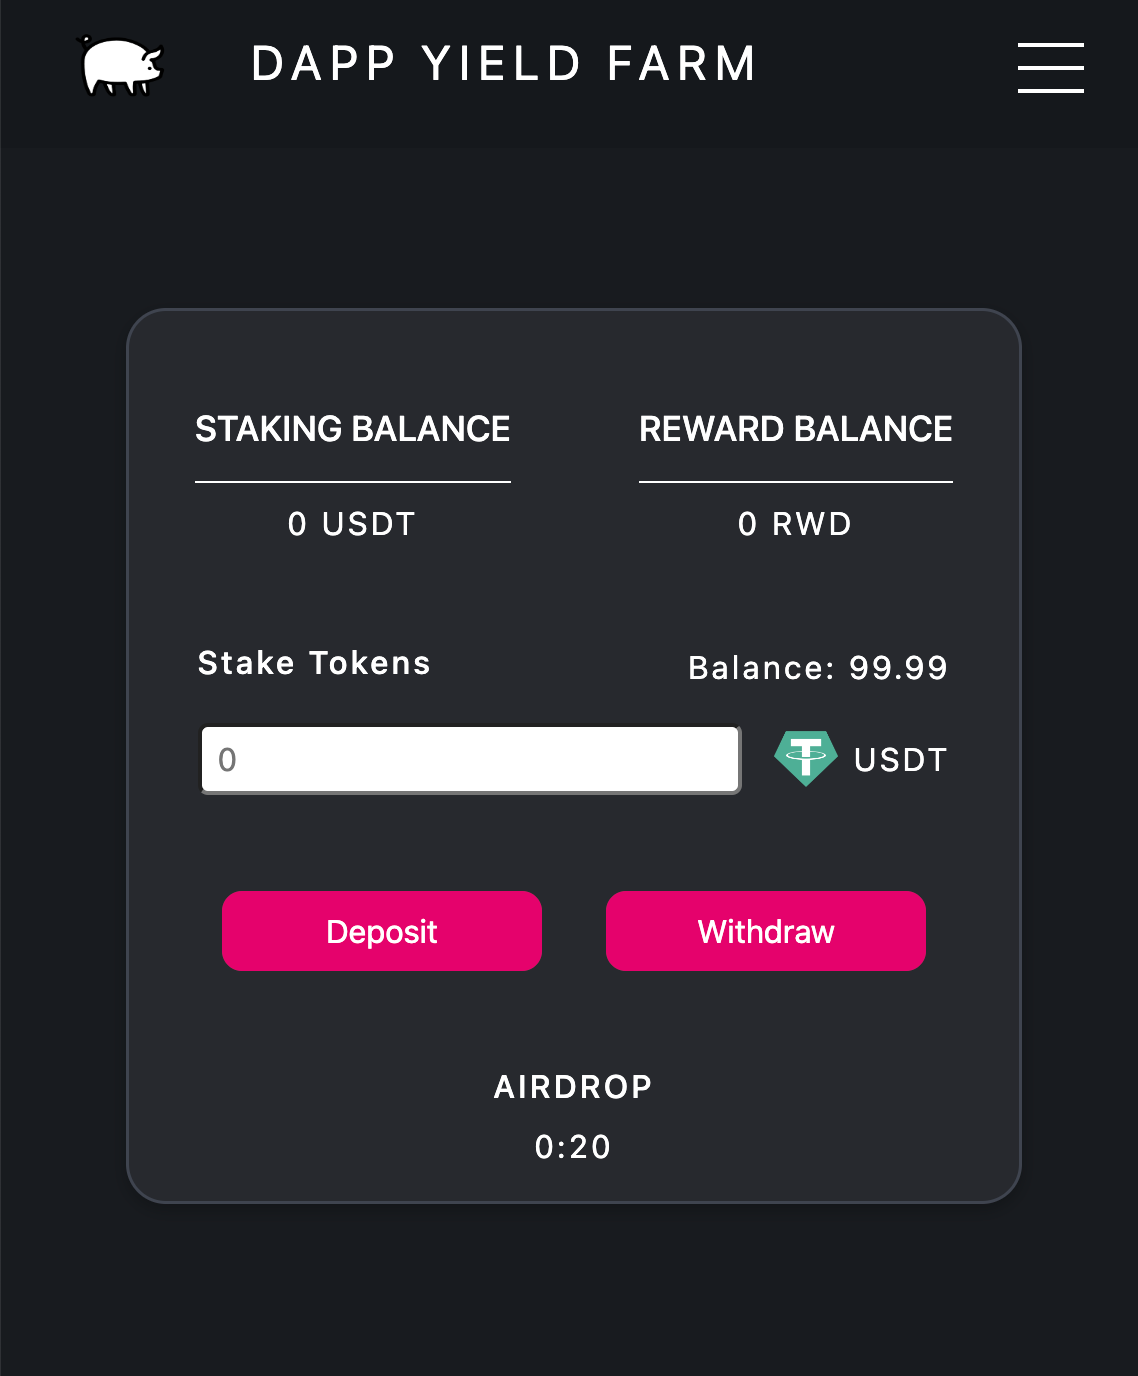 DAPP YIELD FARM
STAKING BALANCE
REWARD BALANCE
0 USDT
0 RWD
Stake Tokens
Balance: 99.99
0
USDT
Deposit
Withdraw
AIRDROP
0:20